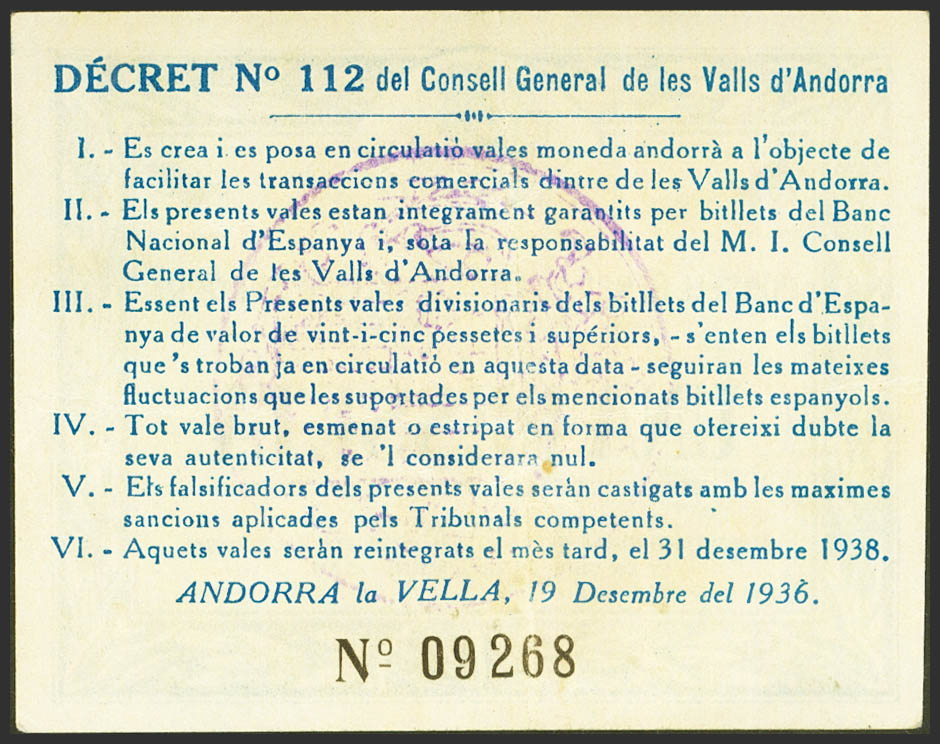 DÉCRET Nº 112 del Consell General de les Valls d'Andorra
I. - Es crea i es posa en circulatiò vales moneda andorrà a l'objecte de
facilitar les transaccions comercials dintre de les Valls d'Andorra.
II. - Els presents vales estan integrament garantits per bitllets del Banc
Nacional d'Espanya i, sota la responsabilitat del M. I. Consell
General de les Valls d'Andorra.
III. - Essent els Presents vales divisionaris dels bitllets del Banc d'Espa-
nya de valor de vint-i-cinc pessetes i supériors, - s'enten els bitllets
que 's troban ja en circulatiò en aquesta data - seguiran les mateixes
fluctuacions que les suportades per els mencionats bitllets espanyols.
IV. - Tot vale brut, esmenat o estripat en forma que ofereixi dubte la
seva autenticitat, se 'l considerara nul.
V. - Els falsificadors dels presents vales seràn castigats amb les maximes
sancions aplicades pels Tribunals competents.
VI. - Aquets vales seràn reintegrats el mès tard, el 31 desembre 1938.
ANDORRA la VELLA, 19 Desembre del 1936.
Nº 09268